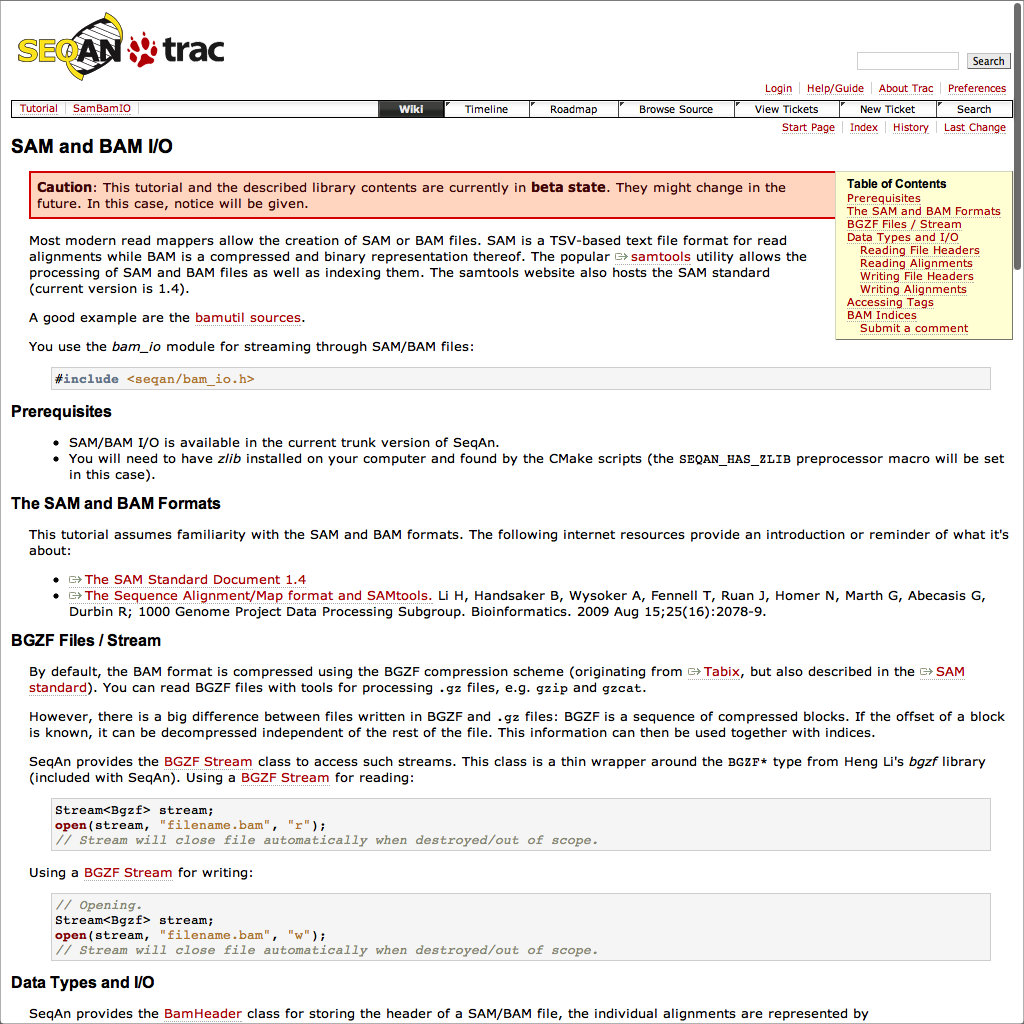 SEQAN trac
Search
Login Help/Guide About Trac Preferences
Tutorial SamBamIO Wiki Timeline Roadmap Browse Source View Tickets New Ticket Search
Start Page Index History Last Change
SAM and BAM I/O
Caution: This tutorial and the described library contents are currently in beta state. They might change in the
future. In this case, notice will be given.
Table of Contents
Prerequisites
The SAM and BAM Formats
BGZF Files / Stream
Data Types and I/O
Reading File Headers
Reading Alignments
Writing File Headers
Writing Alignments
Accessing Tags
BAM Indices
Submit a comment
Most modern read mappers allow the creation of SAM or BAM files. SAM is a TSV-based text file format for read
alignments while BAM is a compressed and binary representation thereof. The popular samtools utility allows the
processing of SAM and BAM files as well as indexing them. The samtools website also hosts the SAM standard
(current version is 1.4).
A good example are the bamutil sources.
You use the bam_io module for streaming through SAM/BAM files:
#include <seqan/bam_io.h>
Prerequisites
• SAM/BAM I/O is available in the current trunk version of SeqAn.
• You will need to have zlib installed on your computer and found by the CMake scripts (the SEQAN_HAS_ZLIB preprocessor macro will be set
in this case).
The SAM and BAM Formats
This tutorial assumes familiarity with the SAM and BAM formats. The following internet resources provide an introduction or reminder of what it's
about:
• The SAM Standard Document 1.4
• The Sequence Alignment/Map format and SAMtools. Li H, Handsaker B, Wysoker A, Fennell T, Ruan J, Homer N, Marth G, Abecasis G,
Durbin R; 1000 Genome Project Data Processing Subgroup. Bioinformatics. 2009 Aug 15;25(16):2078-9.
BGZF Files / Stream
By default, the BAM format is compressed using the BGZF compression scheme (originating from Tabix, but also described in the SAM
standard). You can read BGZF files with tools for processing .gz files, e.g. gzip and gzcat.
However, there is a big difference between files written in BGZF and .gz files: BGZF is a sequence of compressed blocks. If the offset of a block
is known, it can be decompressed independent of the rest of the file. This information can then be used together with indices.
SeqAn provides the BGZF Stream class to access such streams. This class is a thin wrapper around the BGZF* type from Heng Li's bgzf library
(included with SeqAn). Using a BGZF Stream for reading:
Stream<Bgzf> stream;
open(stream, "filename.bam", "r");
// Stream will close file automatically when destroyed/out of scope.
Using a BGZF Stream for writing:
// Opening.
Stream<Bgzf> stream;
open(stream, "filename.bam", "w");
// Stream will close file automatically when destroyed/out of scope.
Data Types and I/O
SeqAn provides the BamHeader class for storing the header of a SAM/BAM file, the individual alignments are represented by